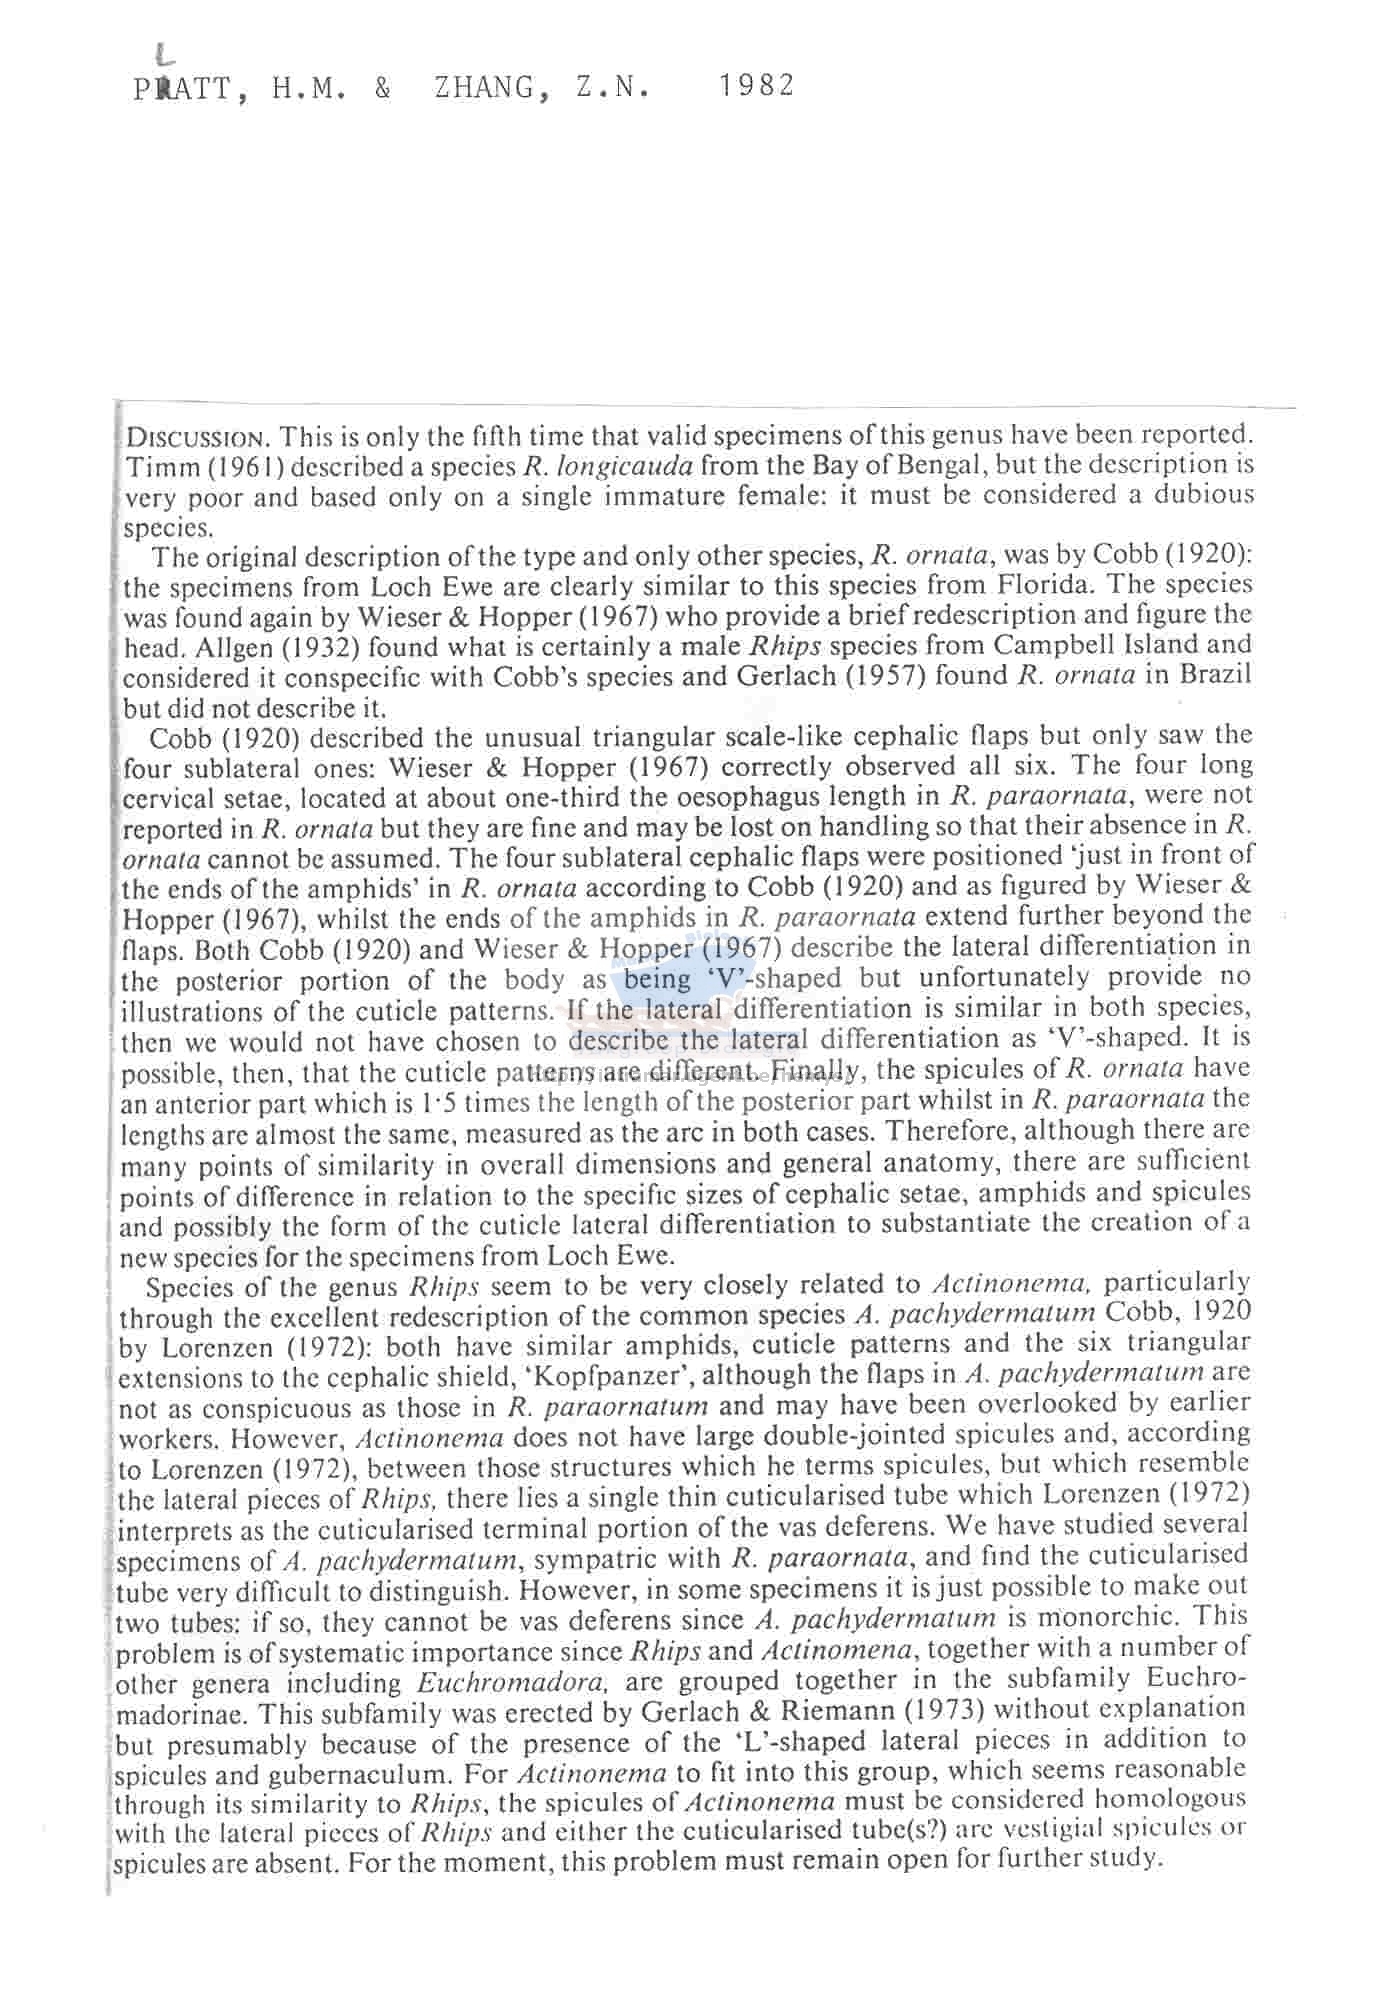 L
PRATT, H.M. & ZHANG, Z.N. 1982
DISCUSSION. This is only the fifth time that valid specimens of this genus have been reported.
Timm (1961) described a species R. longicauda from the Bay of Bengal, but the description is
very poor and based only on a single immature female: it must be considered a dubious
species.
The original description of the type and only other species, R. ornata, was by Cobb (1920):
the specimens from Loch Ewe are clearly similar to this species from Florida. The species
was found again by Wieser & Hopper (1967) who provide a brief redescription and figure the
head. Allgen (1932) found what is certainly a male Rhips species from Campbell Island and
considered it conspecific with Cobb's species and Gerlach (1957) found R. ornata in Brazil
but did not describe it.
Cobb (1920) described the unusual triangular scale-like cephalic flaps but only saw the
four sublateral ones: Wieser & Hopper (1967) correctly observed all six. The four long
cervical setae, located at about one-third the oesophagus length in R. paraornata, were not
reported in R. ornata but they are fine and may be lost on handling so that their absence in R.
ornata cannot be assumed. The four sublateral cephalic flaps were positioned 'just in front of
the ends of the amphids' in R. ornata according to Cobb (1920) and as figured by Wieser &
Hopper (1967), whilst the ends of the amphids in R. paraornata extend further beyond the
flaps. Both Cobb (1920) and Wieser & Hopper (1967) describe the lateral differentiation in
the posterior portion of the body as being 'V'-shaped but unfortunately provide no
illustrations of the cuticle patterns. If the lateral differentiation is similar in both species,
then we would not have chosen to describe the lateral differentiation as 'V'-shaped. It is
possible, then, that the cuticle patterns are different. Finally, the spicules of R. ornata have
an anterior part which is 1·5 times the length of the posterior part whilst in R. paraornata the
lengths are almost the same, measured as the arc in both cases. Therefore, although there are
many points of similarity in overall dimensions and general anatomy, there are sufficient
points of difference in relation to the specific sizes of cephalic setae, amphids and spicules
and possibly the form of the cuticle lateral differentiation to substantiate the creation of a
new species for the specimens from Loch Ewe.
Species of the genus Rhips seem to be very closely related to Actinonema, particularly
through the excellent redescription of the common species A. pachydermatum Cobb, 1920
by Lorenzen (1972): both have similar amphids, cuticle patterns and the six triangular
extensions to the cephalic shield, 'Kopfpanzer', although the flaps in A. pachydermatum are
not as conspicuous as those in R. paraornatum and may have been overlooked by earlier
workers. However, Actinonema does not have large double-jointed spicules and, according
to Lorenzen (1972), between those structures which he terms spicules, but which resemble
the lateral pieces of Rhips, there lies a single thin cuticularised tube which Lorenzen (1972)
interprets as the cuticularised terminal portion of the vas deferens. We have studied several
specimens of A. pachydermatum, sympatric with R. paraornata, and find the cuticularised
tube very difficult to distinguish. However, in some specimens it is just possible to make out
two tubes: if so, they cannot be vas deferens since A. pachydermatum is monorchic. This
problem is of systematic importance since Rhips and Actinomena, together with a number of
other genera including Euchromadora, are grouped together in the subfamily Euchro-
madorinae. This subfamily was erected by Gerlach & Riemann (1973) without explanation
but presumably because of the presence of the 'L'-shaped lateral pieces in addition to
spicules and gubernaculum. For Actinonema to fit into this group, which seems reasonable
through its similarity to Rhips, the spicules of Actinonema must be considered homologous
with the lateral pieces of Rhips and either the cuticularised tube(s?) are vestigial spicules or
spicules are absent. For the moment, this problem must remain open for further study.